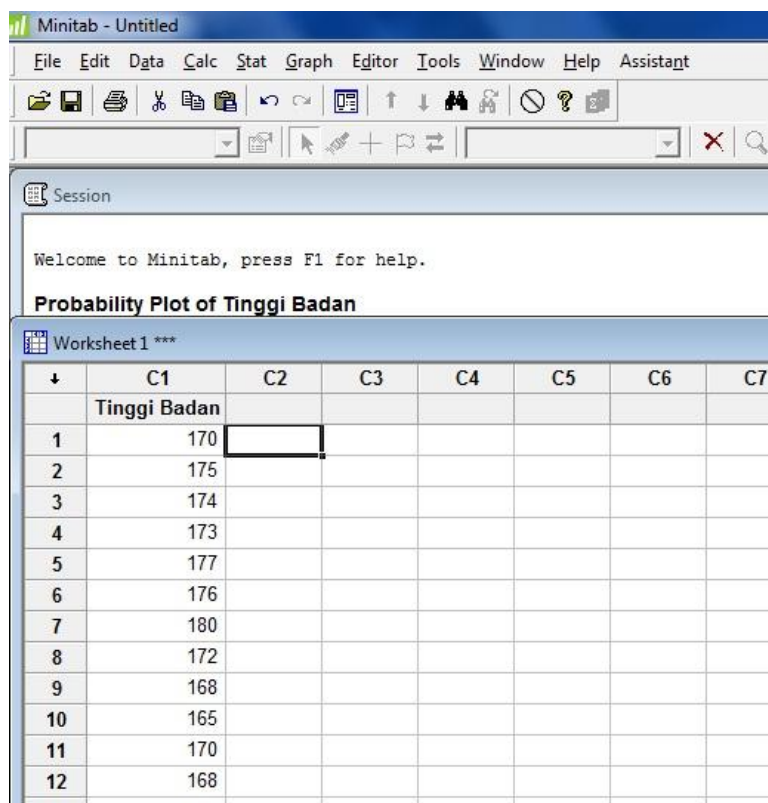 Minitab - Untitled
File Edit Data Calc Stat Graph Editor Tools Window Help Assistant
Session
Welcome to Minitab, press F1 for help.
Probability Plot of Tinggi Badan
Worksheet 1 ***
C1 C2 C3 C4 C5 C6 C7
Tinggi Badan
1 170
2 175
3 174
4 173
5 177
6 176
7 180
8 172
9 168
10 165
11 170
12 168